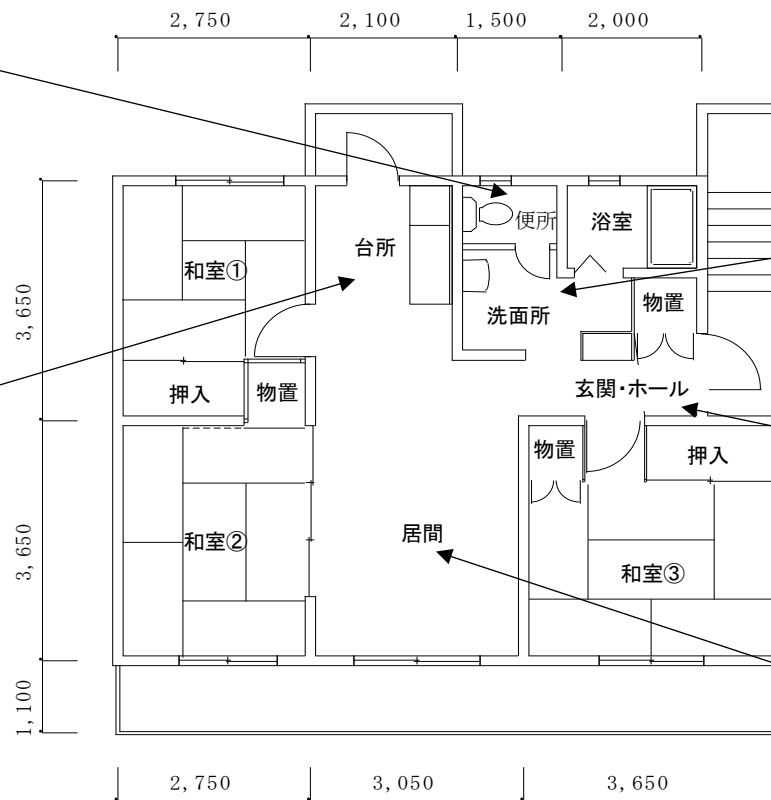 2,750
2,100
1,500
2,000
便所
浴室
台所
和室①
物置
洗面所
3,650
玄関・ホール
押入
物置
物置
押入
居間
和室②
3,650
和室③
1,100
2,750
3,050
3,650